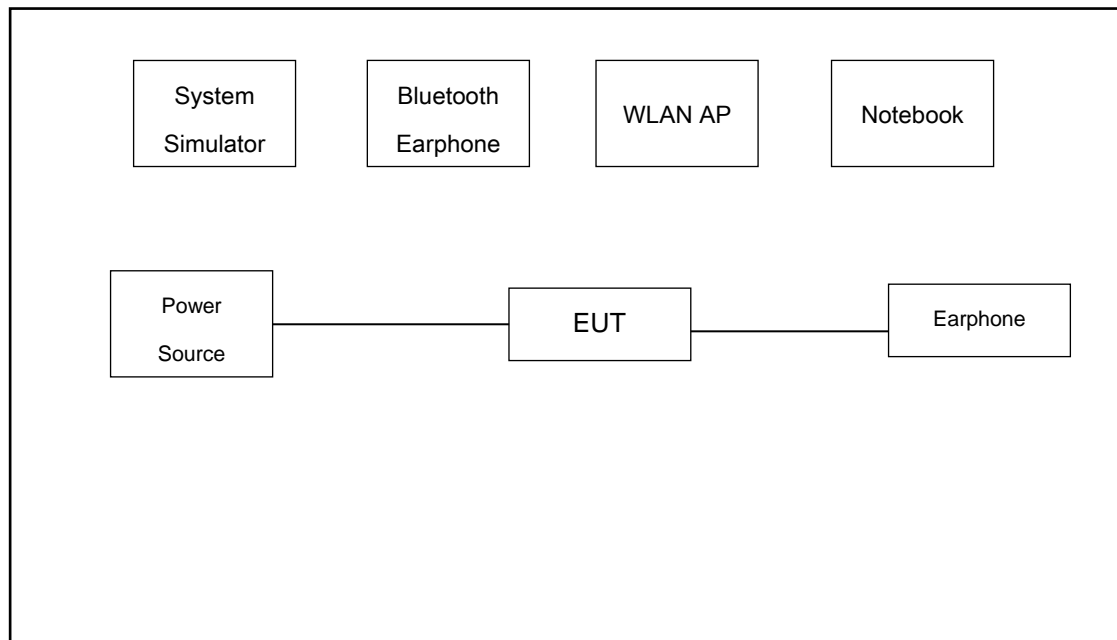 System
Simulator
Bluetooth
Earphone
WLAN AP
Notebook
Power
Source
EUT
Earphone